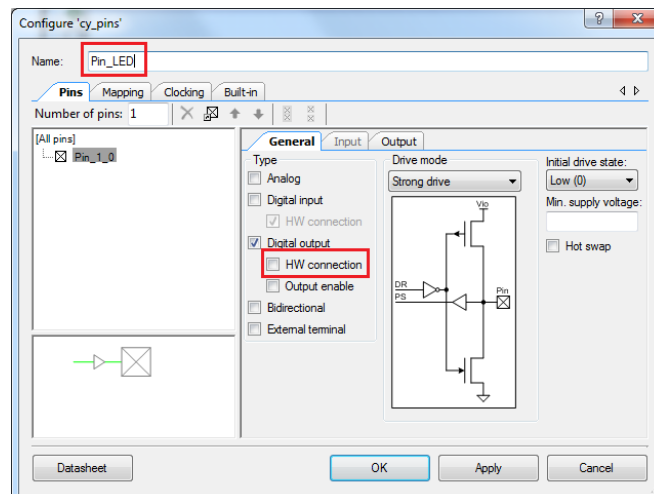 Configure 'cy_pins'
Name: Pin_LED
Pins Mapping Clocking Built-in
Number of pins: 1
[All pins]
Pin_1_0
General Input Output
Type
Analog
Digital input
HW connection
Digital output
HW connection
Output enable
Bidirectional
External terminal
Drive mode
Strong drive
Vio
DR
PS
Pin
Initial drive state:
Low (0)
Min. supply voltage:
Hot swap
Datasheet OK Apply Cancel